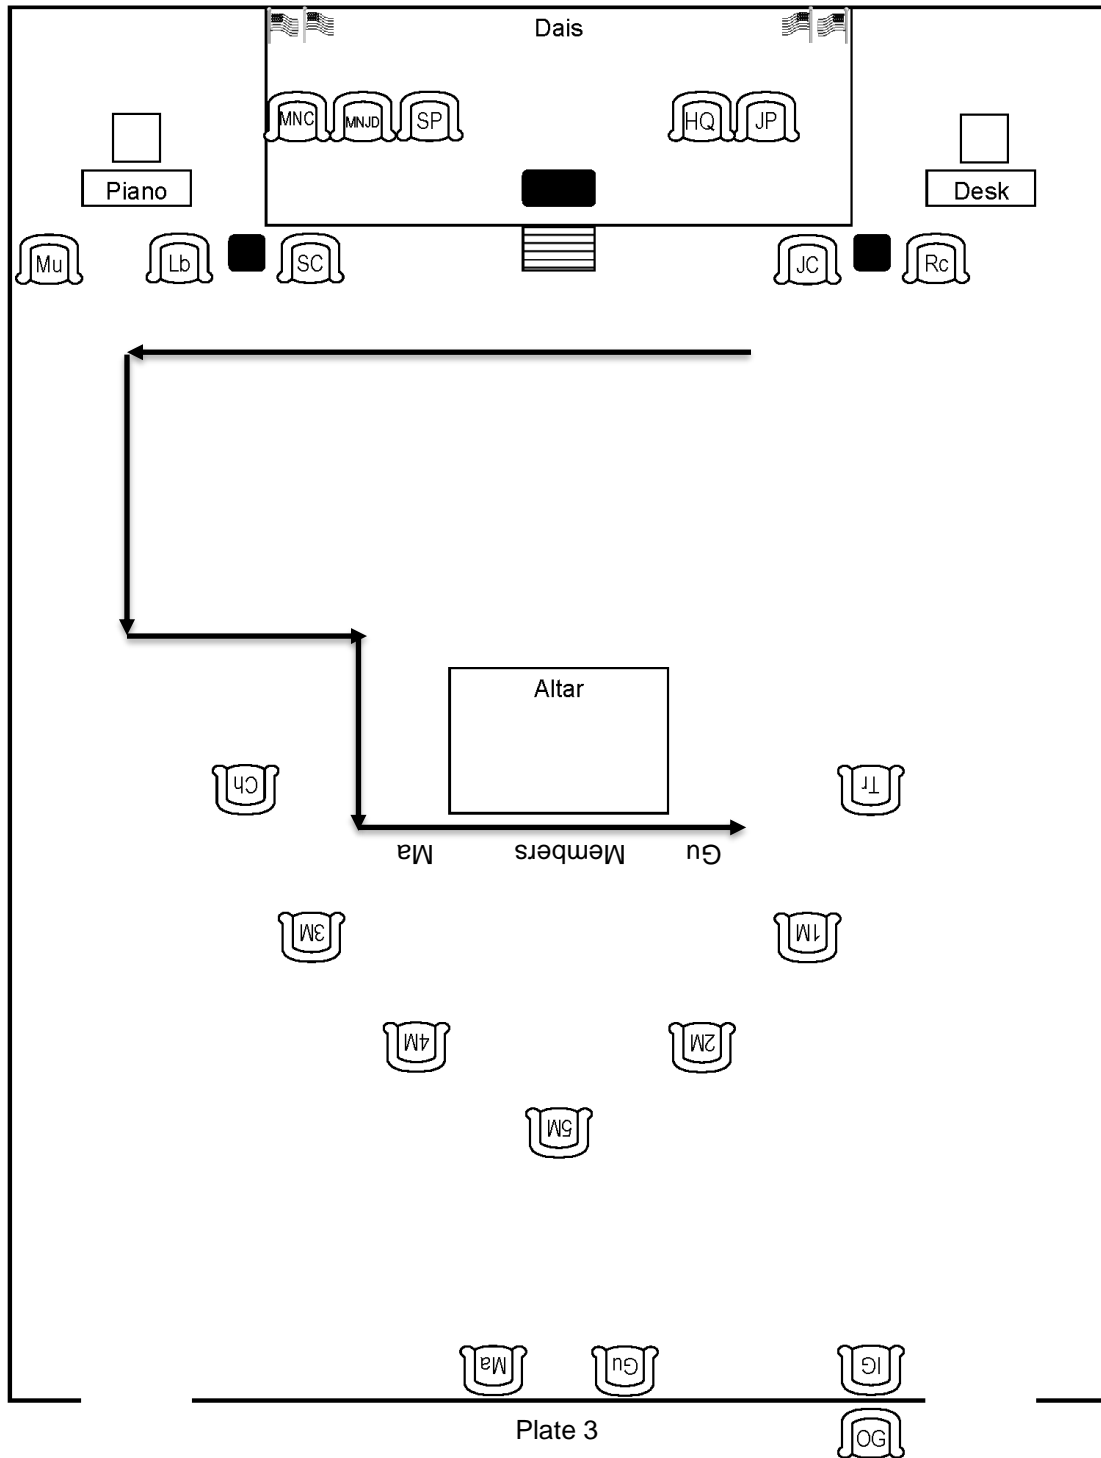 Dais
MNC MNJD SP HQ JP
Piano Desk
Mu Lb SC JC Rc
Altar
Ch Tr
Ma Members Gu
3M 1M
4M 2M
5M
Ma Gu IG
Plate 3
OG